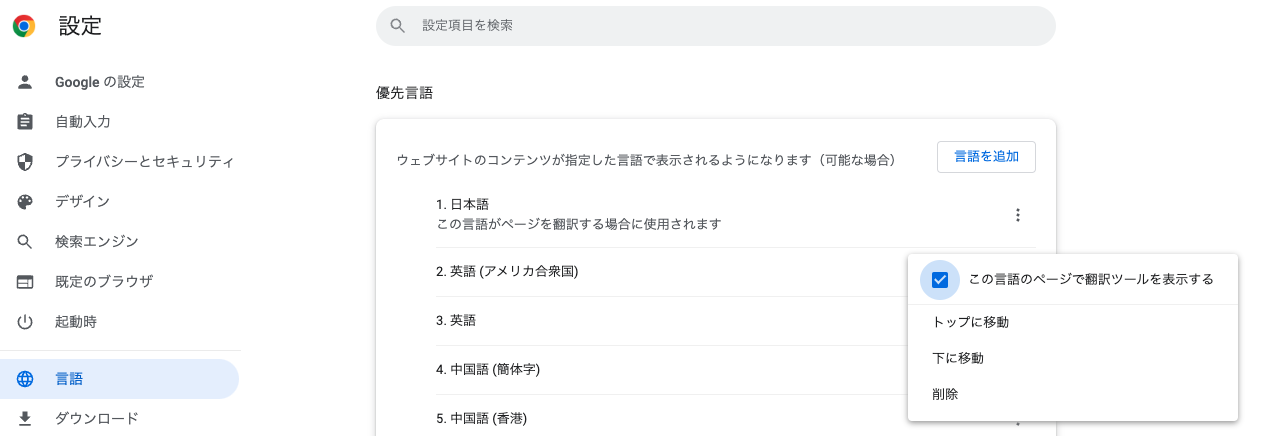 設定
設定項目を検索
Google の設定
自動入力
プライバシーとセキュリティ
デザイン
検索エンジン
既定のブラウザ
起動時
言語
ダウンロード
優先言語
ウェブサイトのコンテンツが指定した言語で表示されるようになります（可能な場合）
言語を追加
1. 日本語
この言語がページを翻訳する場合に使用されます
2. 英語 (アメリカ合衆国)
3. 英語
4. 中国語 (簡体字)
5. 中国語 (香港)
この言語のページで翻訳ツールを表示する
トップに移動
下に移動
削除